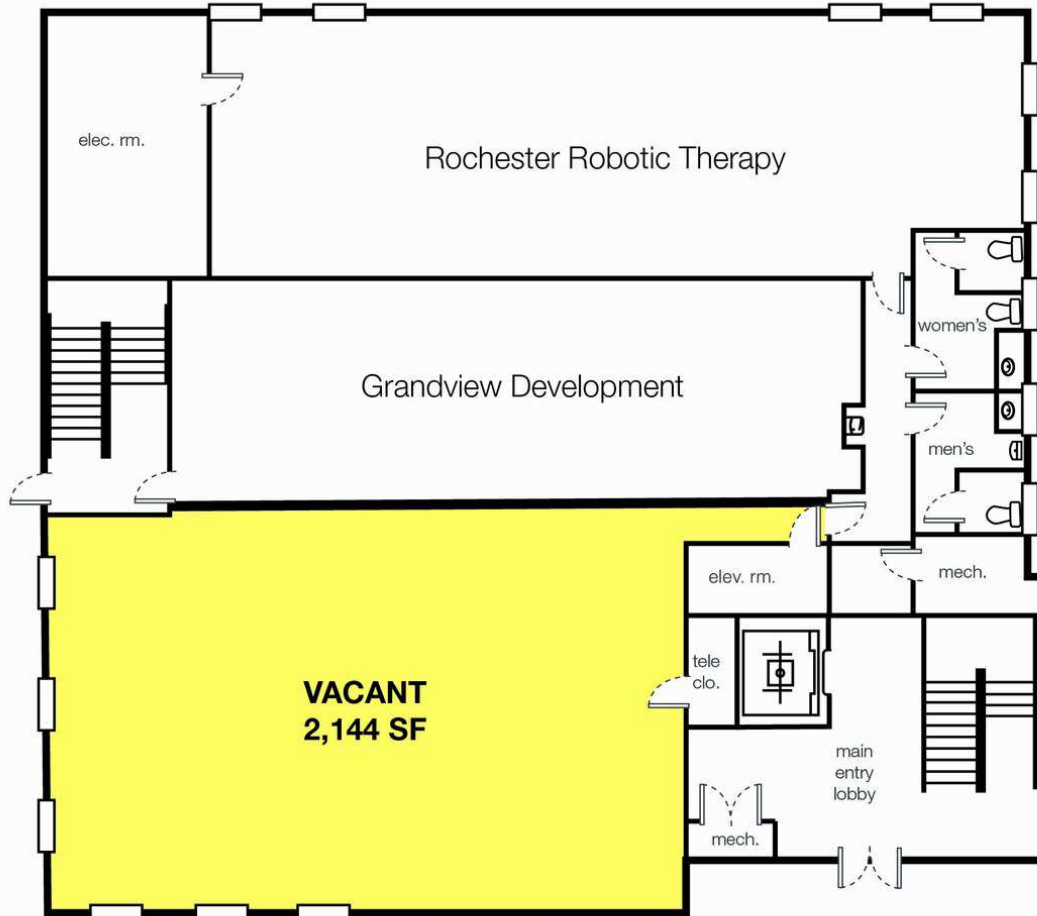 elec. rm.
Rochester Robotic Therapy
women's
Grandview Development
men's
elev. rm.
mech.
tele
clo.
VACANT
2,144 SF
main
entry
lobby
mech.